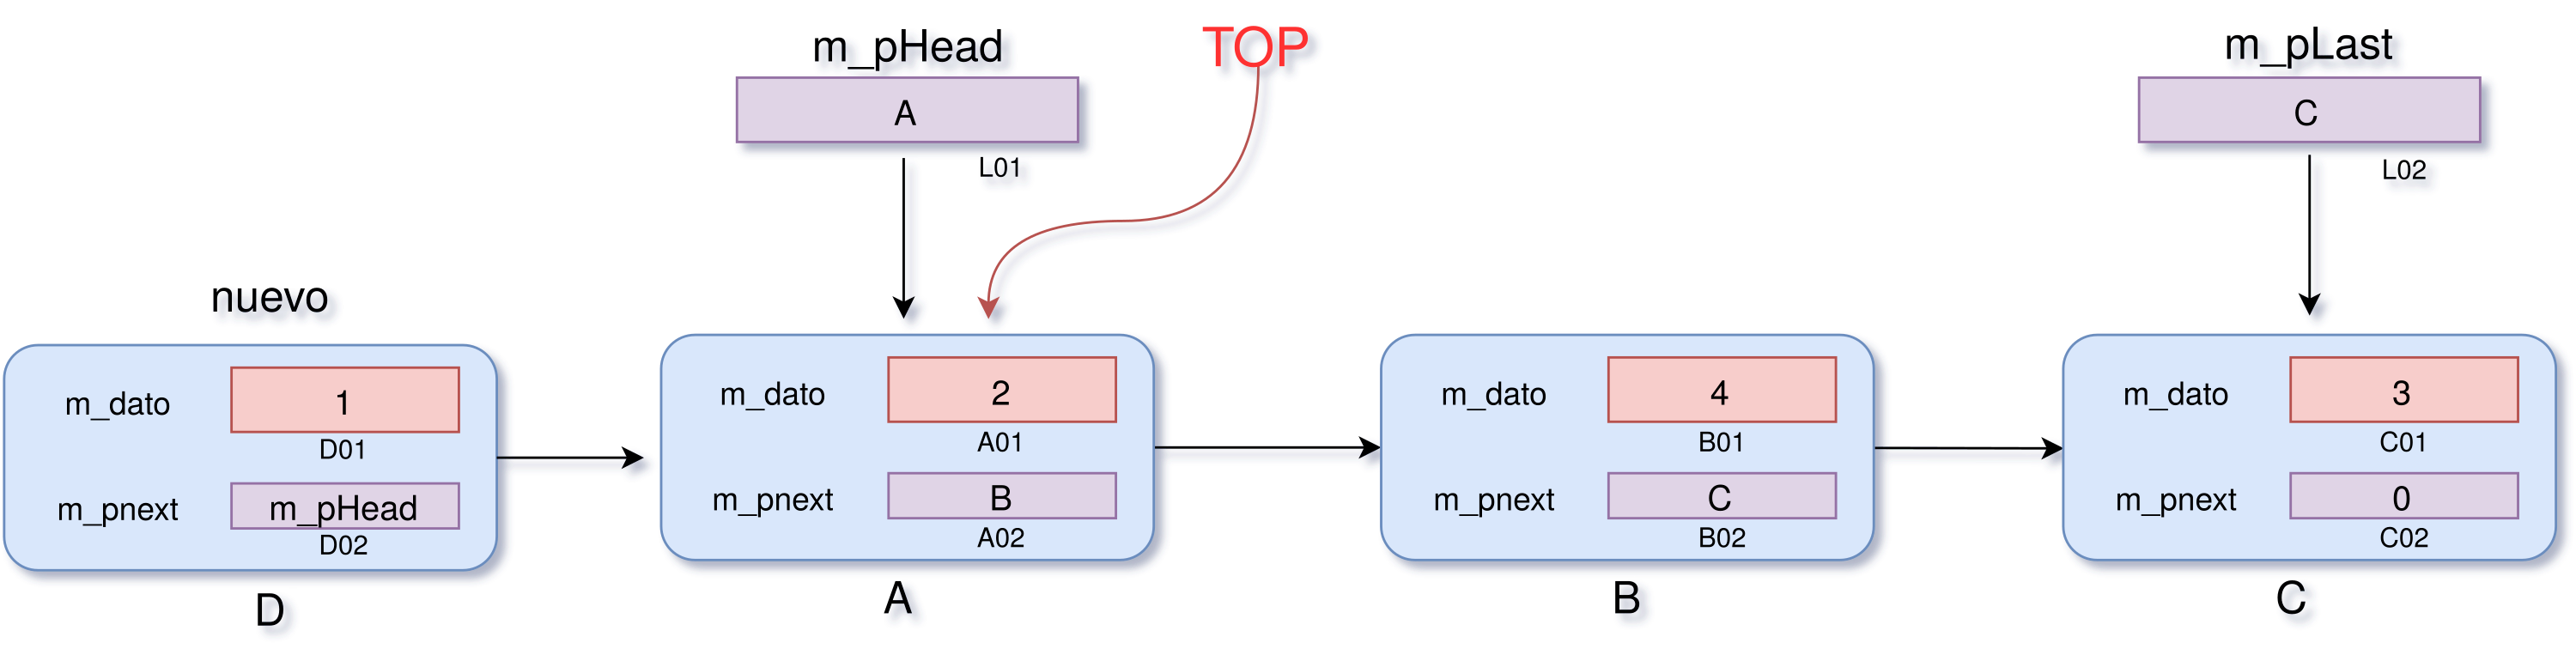 m_pHead
TOP
m_pLast
A
C
L01
L02
nuevo
m_dato
1
D01
m_pnext
m_pHead
D02
D
m_dato
2
A01
m_pnext
B
A02
A
m_dato
4
B01
m_pnext
C
B02
B
m_dato
3
C01
m_pnext
0
C02
C